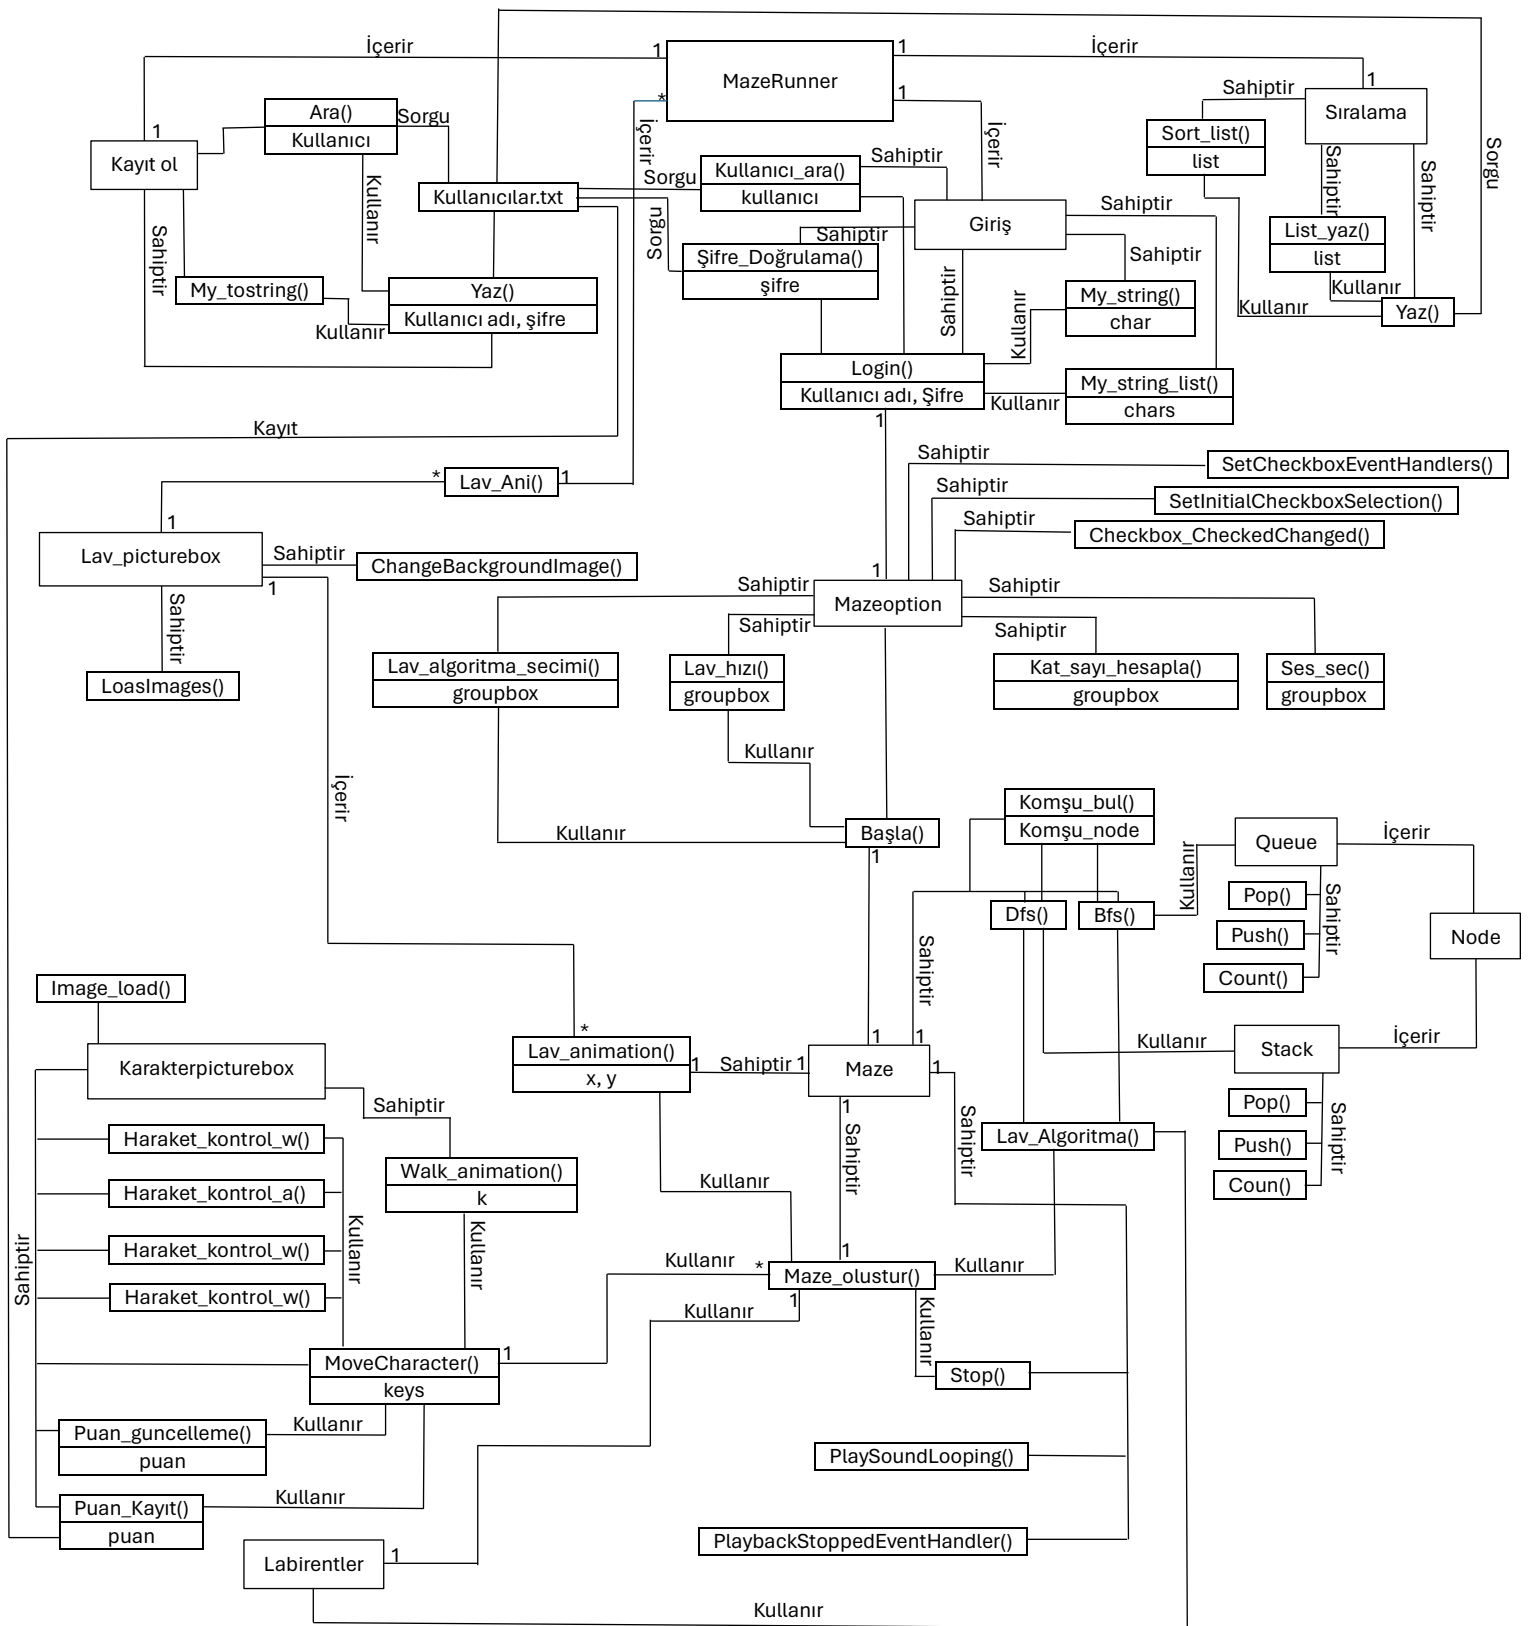 İçerir
1
MazeRunner
1
İçerir
1
*
1
Sahiptir
Sıralama
Ara()
Kullanıcı
Sorgu
1
Kayıt ol
İçerir
İçerir
Sort_list()
list
Sahiptir
Sahiptir
Sorgu
Kullanıcı_ara()
kullanıcı
Sahiptir
Sorgu
Kullanıcılar.txt
Kullanır
Sorgu
Giriş
Sahiptir
List_yaz()
list
Sahiptir
Sahiptir
Şifre_Doğrulama()
şifre
Sahiptir
Sahiptir
My_tostring()
Yaz()
Kullanıcı adı, şifre
Kullanır
Sahiptir
Kullanır
My_string()
char
Kullanır
Kullanır
Yaz()
Login()
Kullanıcı adı, Şifre
Kullanır
My_string_list()
chars
1
Kayıt
Sahiptir
SetCheckboxEventHandlers()
*
Lav_Ani()
1
Sahiptir
SetInitialCheckboxSelection()
1
Sahiptir
Checkbox_CheckedChanged()
Lav_picturebox
Sahiptir
ChangeBackgroundImage()
1
1
Sahiptir
Mazeoption
Sahiptir
Sahiptir
Sahiptir
Sahiptir
LoasImages()
Lav_algoritma_secimi()
groupbox
Lav_hızı()
groupbox
Kat_sayı_hesapla()
groupbox
Ses_sec()
groupbox
Kullanır
İçerir
Kullanır
Başla()
1
Komşu_bul()
Komşu_node
Queue
İçerir
Kullanır
Pop()
Push()
Count()
Sahiptir
Dfs()
Bfs()
Node
Sahiptir
Image_load()
*
1
1
Karakterpicturebox
Lav_animation()
x, y
1
Sahiptir
1
Maze
1
Kullanır
Stack
İçerir
Sahiptir
1
Sahiptir
Sahiptir
Lav_Algoritma()
Pop()
Push()
Coun()
Sahiptir
Haraket_kontrol_w()
Haraket_kontrol_a()
Haraket_kontrol_w()
Haraket_kontrol_w()
Walk_animation()
k
Kullanır
Kullanır
Kullanır
Sahiptir
1
Kullanır
*
Maze_olustur()
Kullanır
1
Kullanır
Kullanır
1
MoveCharacter()
keys
Stop()
Kullanır
Puan_guncelleme()
puan
PlaySoundLooping()
Kullanır
Puan_Kayıt()
puan
PlaybackStoppedEventHandler()
Labirentler
1
Kullanır